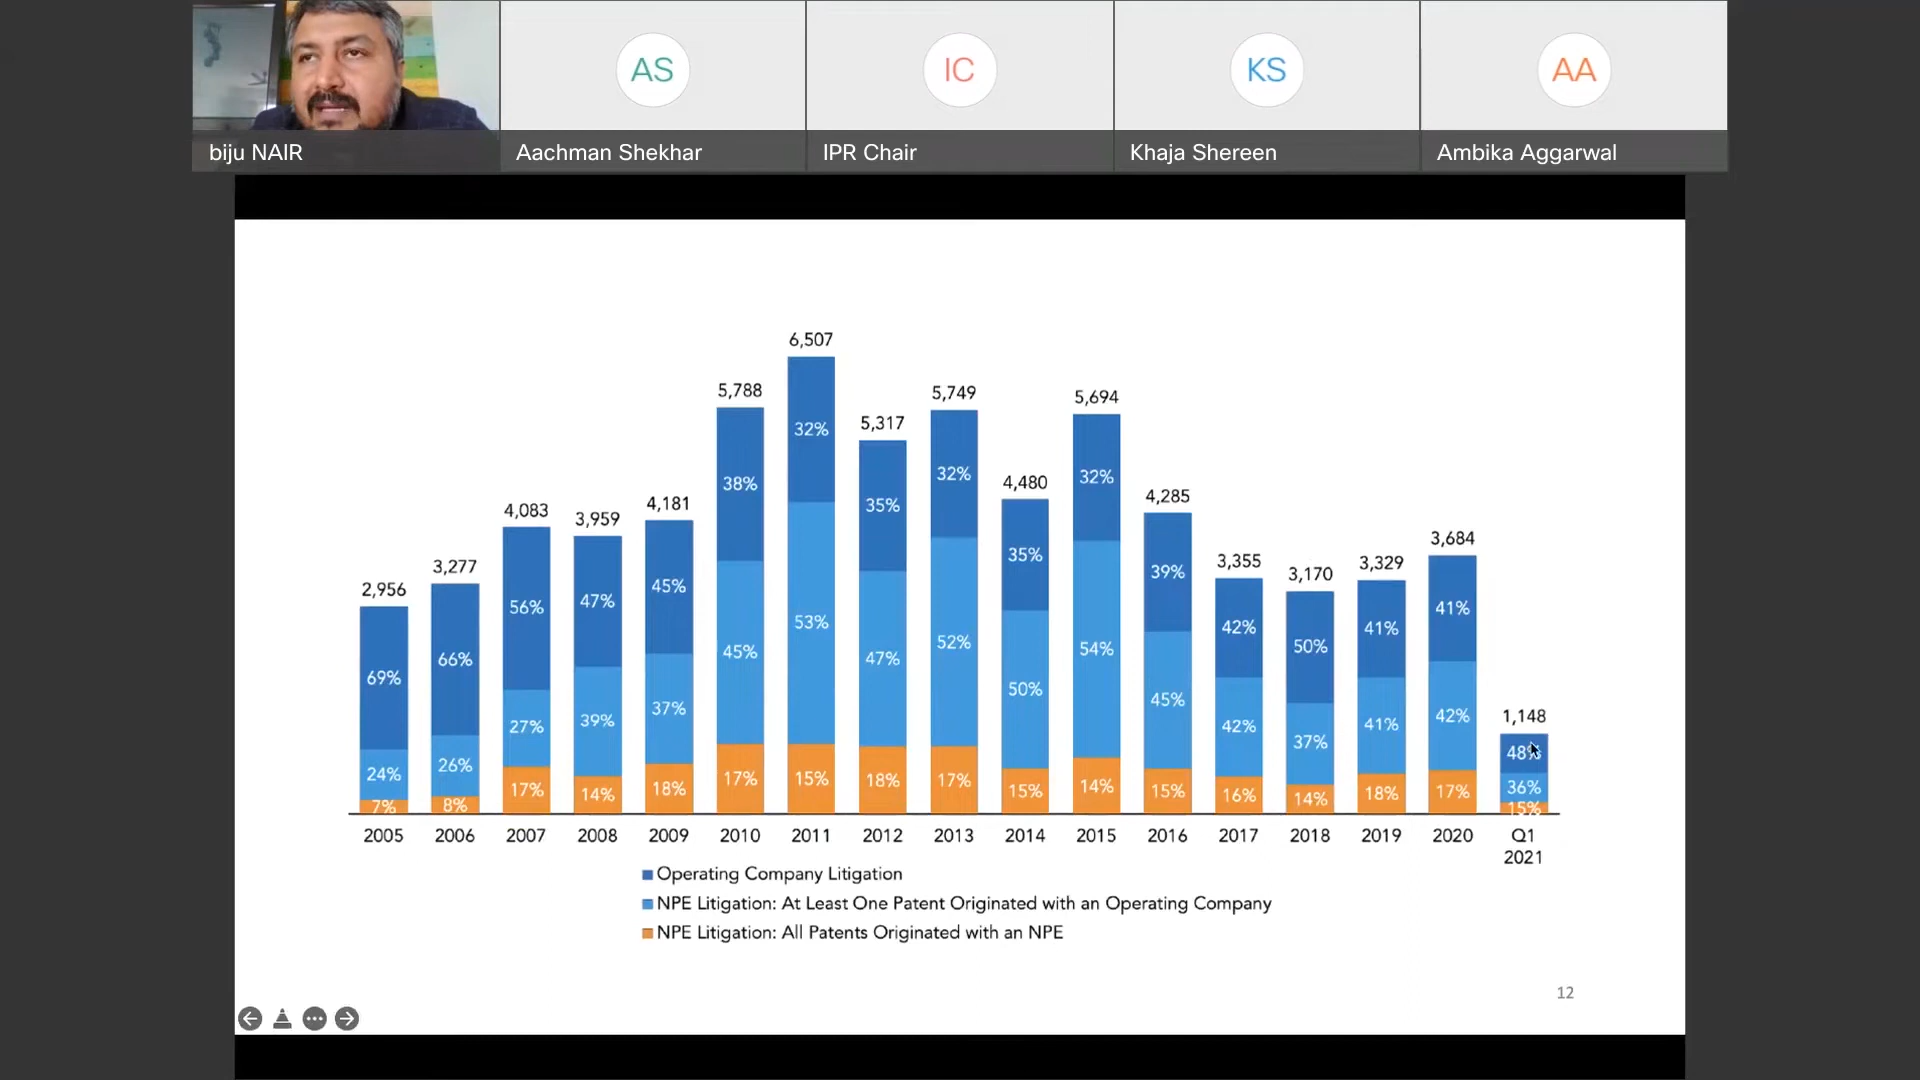 AS
IC
KS
AA
biju NAIR
Aachman Shekhar
IPR Chair
Khaja Shereen
Ambika Aggarwal
6,507
5,788
5,749
5,694
5,317
4,480
4,285
4,181
4,083
3,959
3,684
3,355
3,329
3,277
3,170
2,956
1,148
69% 66% 56% 47% 45% 38% 32% 35% 32% 35% 32% 39% 42% 50% 41% 41% 48%
24% 26% 27% 39% 37% 45% 53% 47% 52% 50% 54% 45% 42% 37% 41% 42% 36%
7% 8% 17% 14% 18% 17% 15% 18% 17% 15% 14% 15% 16% 14% 18% 17% 15%
2005 2006 2007 2008 2009 2010 2011 2012 2013 2014 2015 2016 2017 2018 2019 2020 Q1
2021
Operating Company Litigation
NPE Litigation: At Least One Patent Originated with an Operating Company
NPE Litigation: All Patents Originated with an NPE
12